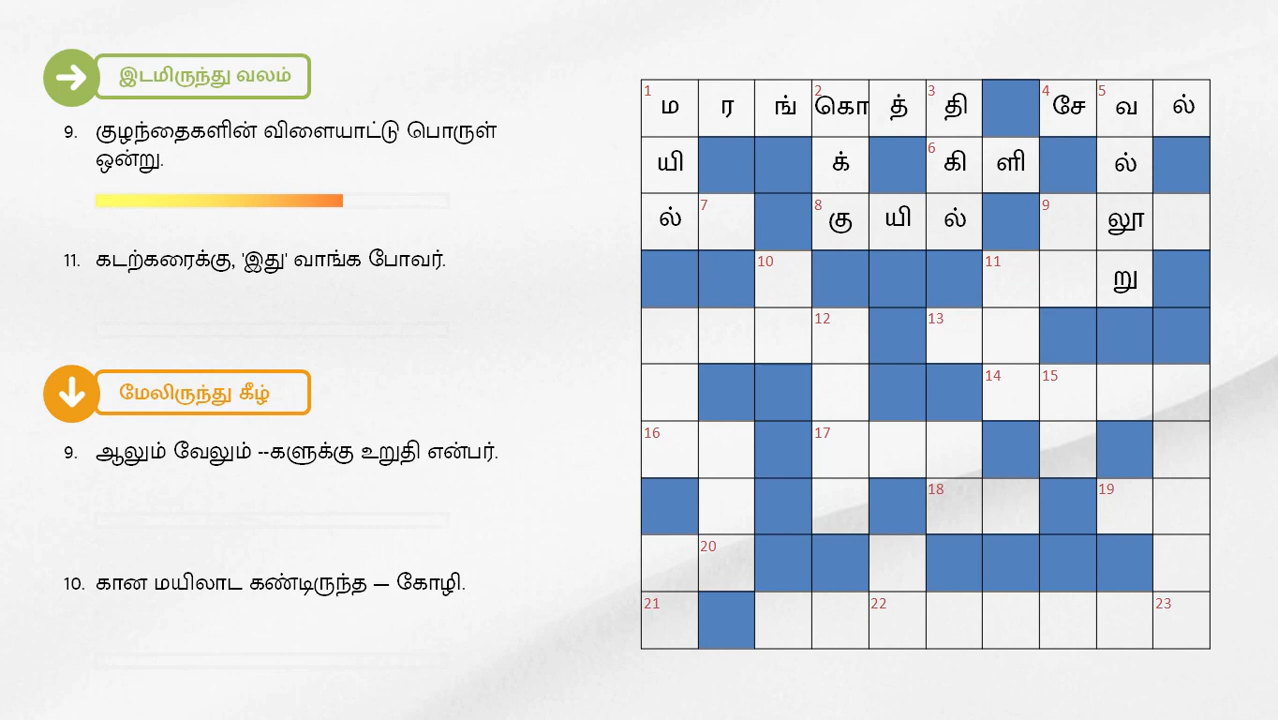 இடமிருந்து வலம்
9. குழந்தைகளின் விளையாட்டு பொருள்
ஒன்று.
11. கடற்கரைக்கு, 'இது' வாங்க போவர்.
மேலிருந்து கீழ்
9. ஆலும் வேலும் --களுக்கு உறுதி என்பர்.
10. கான மயிலாட கண்டிருந்த — கோழி.
1 ம ர ங் 2 கொ த் 3 தி 4 சே 5 வ ல்
யி க் 6 கி ளி ல்
ல் 7 8 கு யி ல் 9 லூ
10 11 று
12 13
14 15
16 17
18 19
20
21 22 23